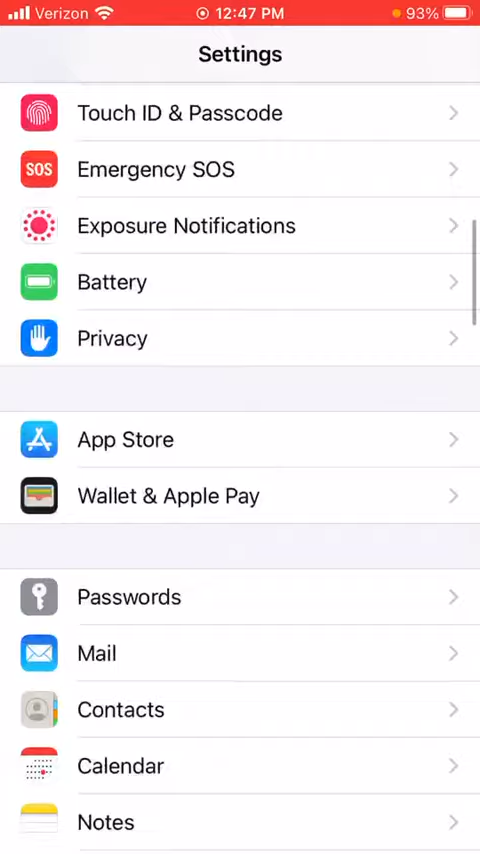 Verizon 12:47 PM 93%
Settings
Touch ID & Passcode
SOS Emergency SOS
Exposure Notifications
Battery
Privacy
App Store
Wallet & Apple Pay
Passwords
Mail
Contacts
Calendar
Notes